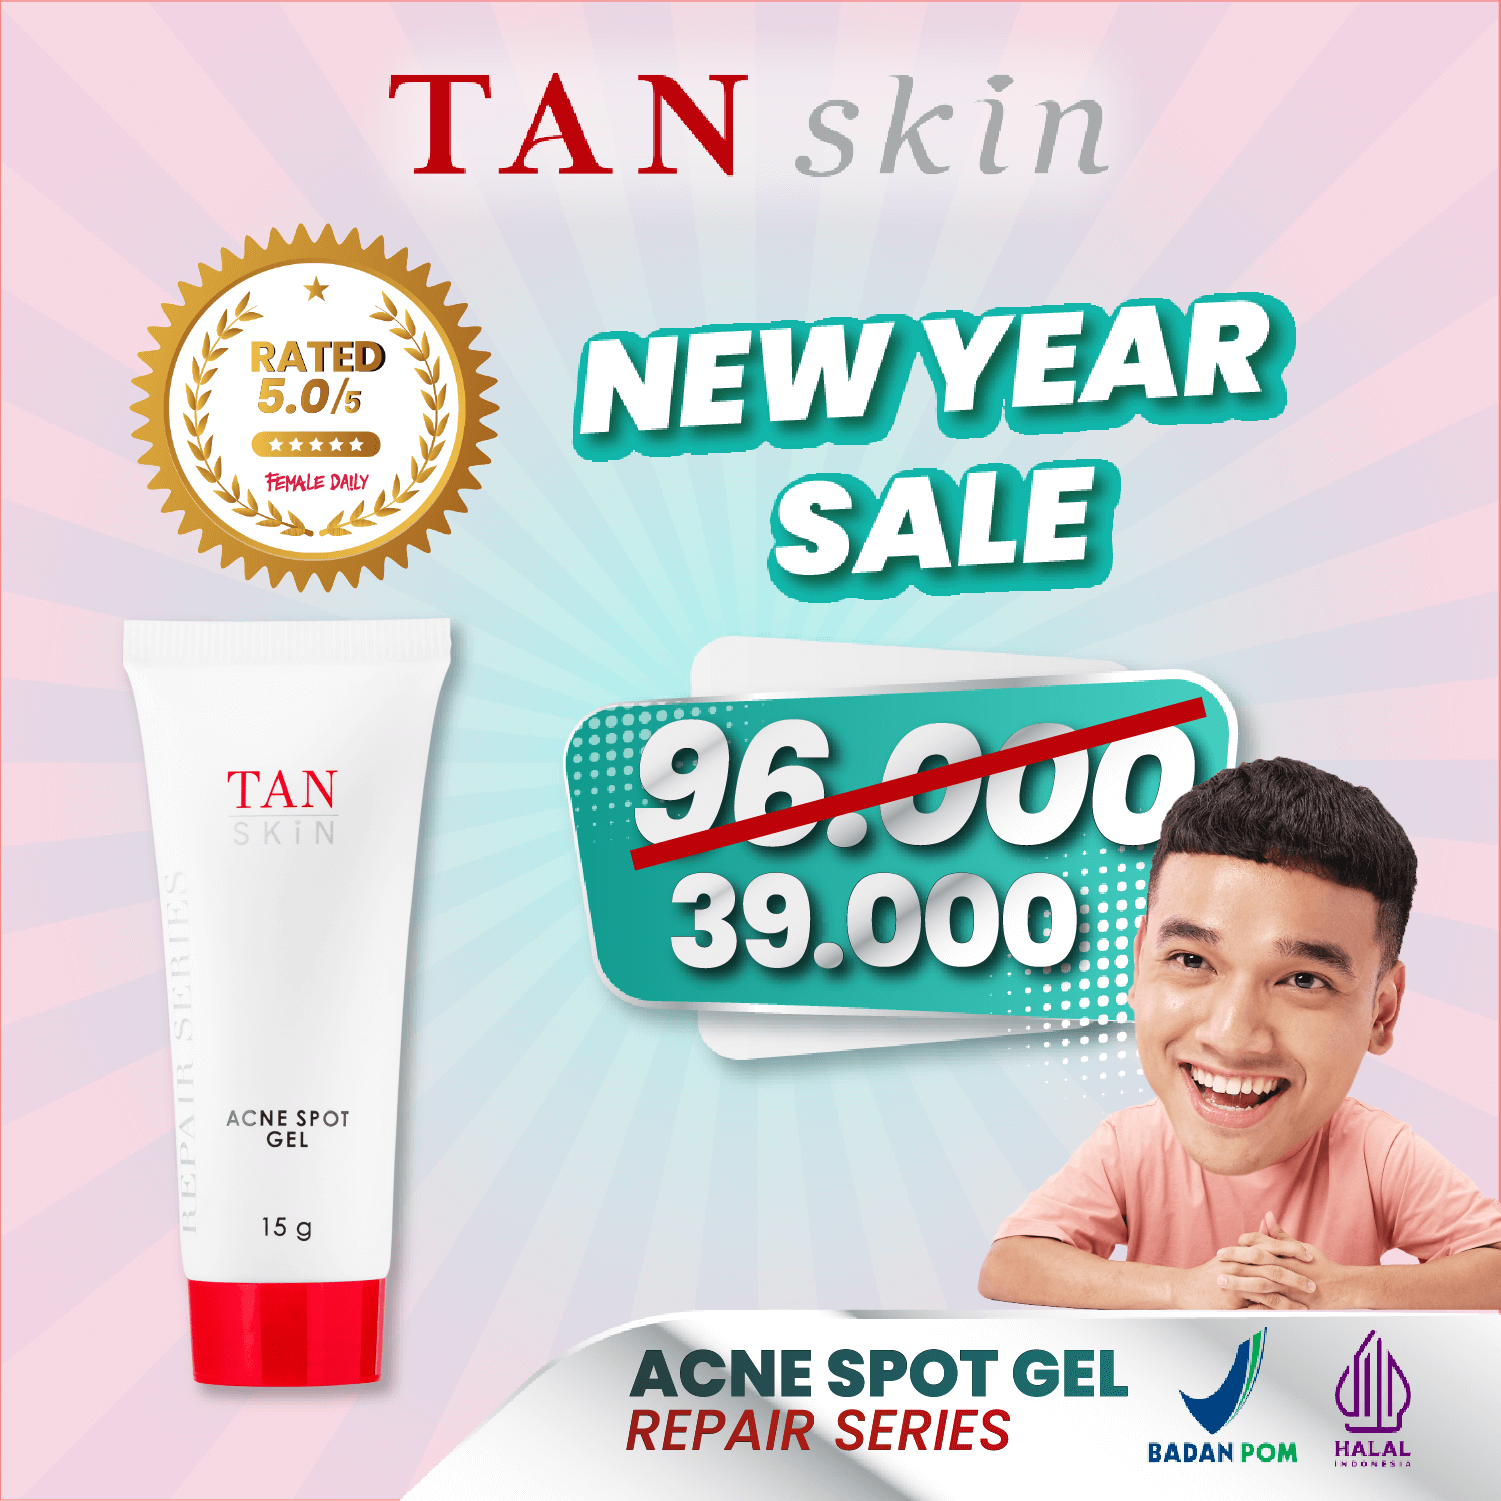 TAN skin
RATED
5.0/5
FEMALE DAILY
NEW YEAR
SALE
96.000
39.000
TAN
SKiN
REPAIR SERIES
ACNE SPOT
GEL
15 g
ACNE SPOT GEL
REPAIR SERIES
BADAN POM
HALAL
INDONESIA